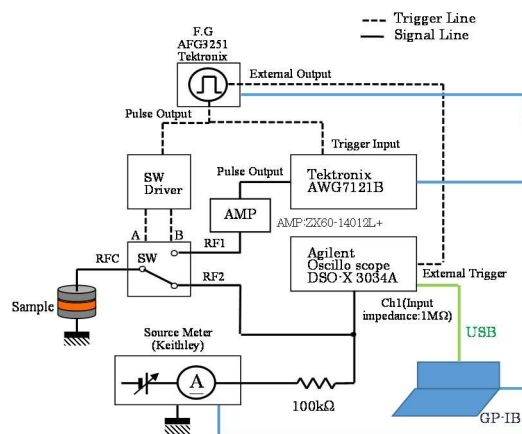 F.G
AFG3251
Tektronix
Trigger Line
Signal Line
External Output
Pulse Output
Trigger Input
Pulse Output
SW
Driver
Tektronix
AWG7121B
AMP
AMP:ZX60-14012L+
A
B
RF1
RFC
SW
RF2
Agilent
Oscillo scope
DSO-X 3034A
External Trigger
Sample
Ch1(Input
impedance:1MΩ)
USB
Source Meter
(Keithley)
A
100kΩ
GP-IB